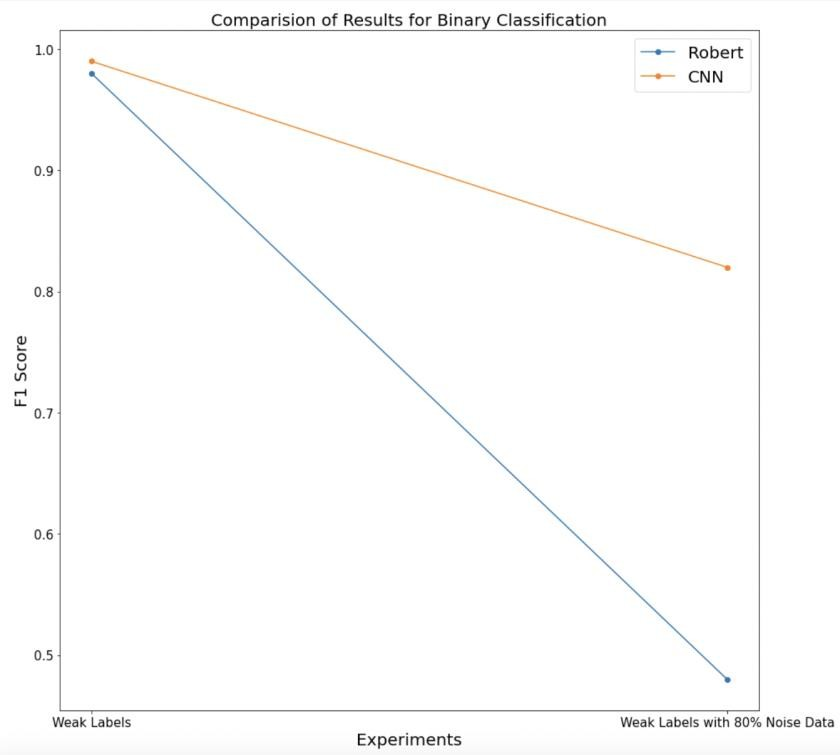 Comparision of Results for Binary Classification
Robert
CNN
1.0
0.9
0.8
0.7
0.6
0.5
F1 Score
Weak Labels
Weak Labels with 80% Noise Data
Experiments